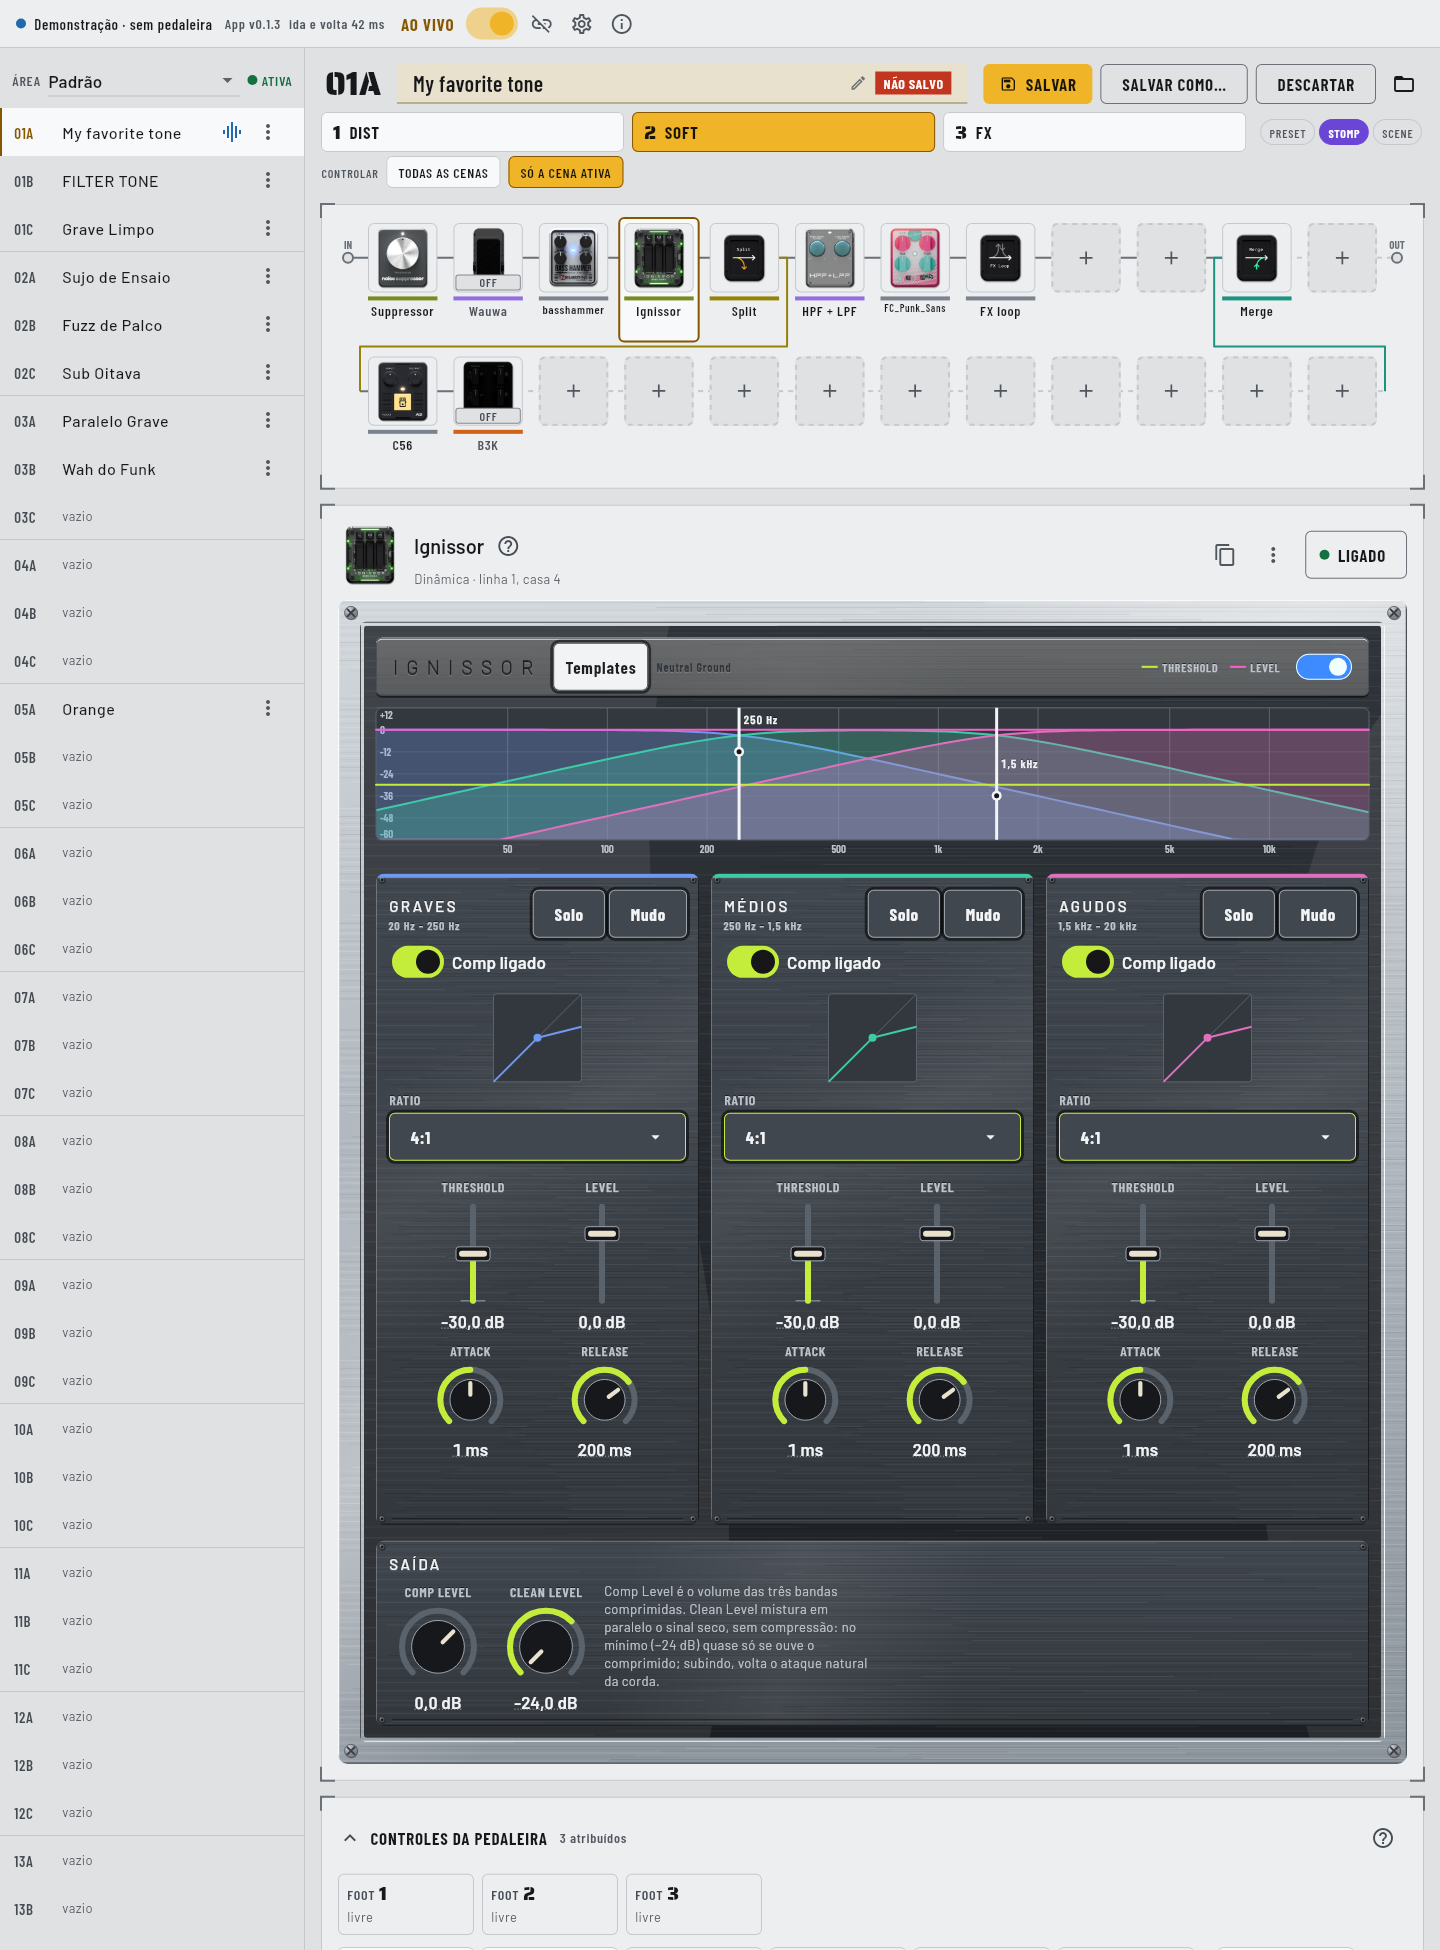 Demonstração · sem pedaleira App v0.1.3 ida e volta 42 ms AO VIVO
ÁREA Padrão ATIVA
01A My favorite tone
01B FILTER TONE
01C Grave Limpo
02A Sujo de Ensaio
02B Fuzz de Palco
02C Sub Oitava
03A Paralelo Grave
03B Wah do Funk
03C vazio
04A vazio
04B vazio
04C vazio
05A Orange
05B vazio
05C vazio
06A vazio
06B vazio
06C vazio
07A vazio
07B vazio
07C vazio
08A vazio
08B vazio
08C vazio
09A vazio
09B vazio
09C vazio
10A vazio
10B vazio
10C vazio
11A vazio
11B vazio
11C vazio
12A vazio
12B vazio
12C vazio
13A vazio
13B vazio
01A My favorite tone NÃO SALVO SALVAR SALVAR COMO... DESCARTAR
1 DIST 2 SOFT 3 FX PRESET STOMP SCENE
CONTROLAR TODAS AS CENAS SÓ A CENA ATIVA
IN OUT
OFF Split HPF+LPF FX Loop Merge
Suppressor Wauwa basshammer Ignissor Split HPF + LPF FC_Punk_Sans FX loop Merge
OFF
C56 B3K
Ignissor
Dinâmica · linha 1, casa 4
LIGADO
IGNISSOR Templates Neutral Ground THRESHOLD LEVEL
+12
0
-12
-24
-36
-48
-60
250 Hz
1,5 kHz
50 100 200 500 1k 2k 5k 10k
GRAVES Solo Mudo
20 Hz – 250 Hz
Comp ligado
RATIO
4:1
THRESHOLD LEVEL
-30,0 dB 0,0 dB
ATTACK RELEASE
1 ms 200 ms
MÉDIOS Solo Mudo
250 Hz – 1,5 kHz
Comp ligado
RATIO
4:1
THRESHOLD LEVEL
-30,0 dB 0,0 dB
ATTACK RELEASE
1 ms 200 ms
AGUDOS Solo Mudo
1,5 kHz – 20 kHz
Comp ligado
RATIO
4:1
THRESHOLD LEVEL
-30,0 dB 0,0 dB
ATTACK RELEASE
1 ms 200 ms
SAÍDA
COMP LEVEL CLEAN LEVEL
0,0 dB -24,0 dB
Comp Level é o volume das três bandas
comprimidas. Clean Level mistura em
paralelo o sinal seco, sem compressão: no
mínimo (−24 dB) quase só se ouve o
comprimido; subindo, volta o ataque natural
da corda.
CONTROLES DA PEDALEIRA 3 atribuídos
FOOT 1 FOOT 2 FOOT 3
livre livre livre